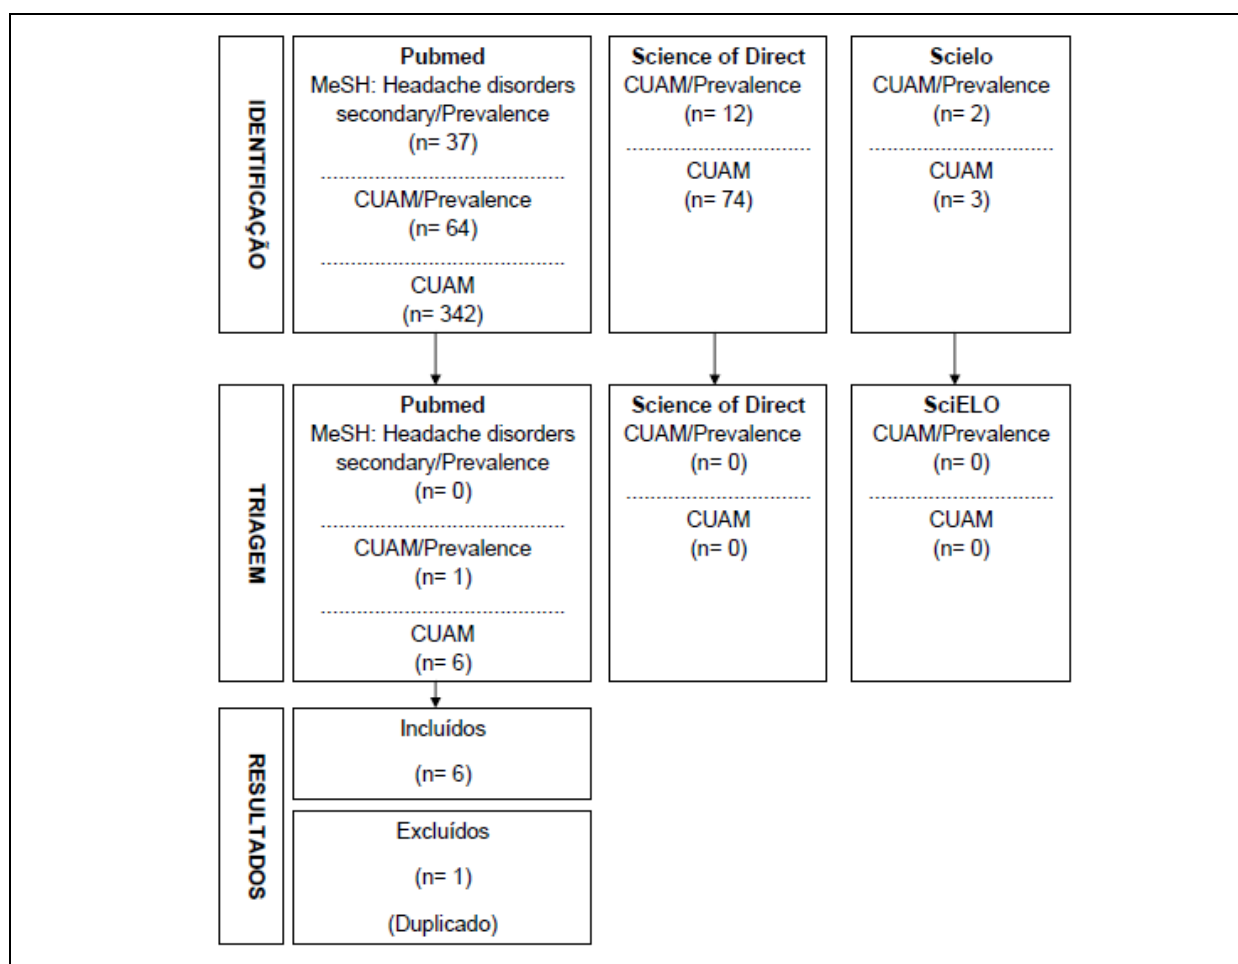 IDENTIFICAÇÃO
Pubmed
MeSH: Headache disorders
secondary/Prevalence
(n= 37)
CUAM/Prevalence
(n= 64)
CUAM
(n= 342)
Science of Direct
CUAM/Prevalence
(n= 12)
CUAM
(n= 74)
Scielo
CUAM/Prevalence
(n= 2)
CUAM
(n= 3)
TRIAGEM
Pubmed
MeSH: Headache disorders
secondary/Prevalence
(n= 0)
CUAM/Prevalence
(n= 1)
CUAM
(n= 6)
Science of Direct
CUAM/Prevalence
(n= 0)
CUAM
(n= 0)
SciELO
CUAM/Prevalence
(n= 0)
CUAM
(n= 0)
RESULTADOS
Incluídos
(n= 6)
Excluídos
(n= 1)
(Duplicado)